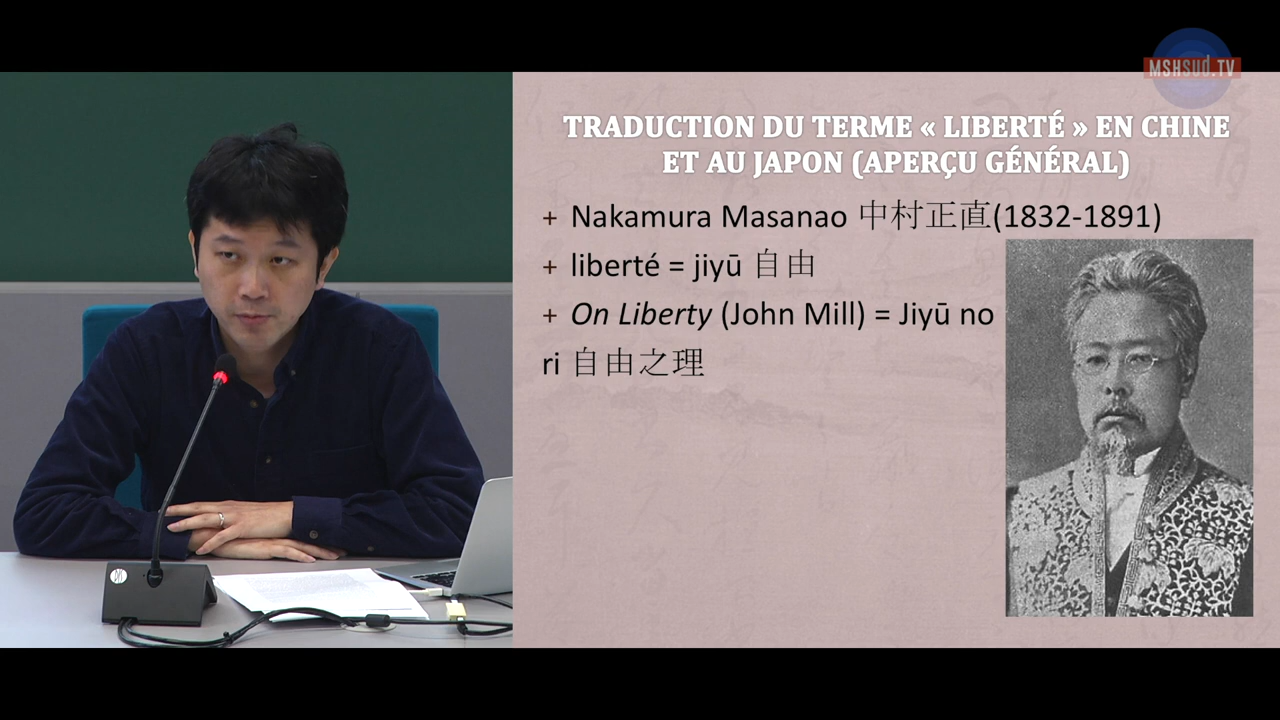 MSHsud.TV
TRADUCTION DU TERME « LIBERTÉ » EN CHINE
ET AU JAPON (APERÇU GÉNÉRAL)
+ Nakamura Masanao 中村正直(1832-1891)
+ liberté = jiyū 自由
+ On Liberty (John Mill) = Jiyū no
ri 自由之理